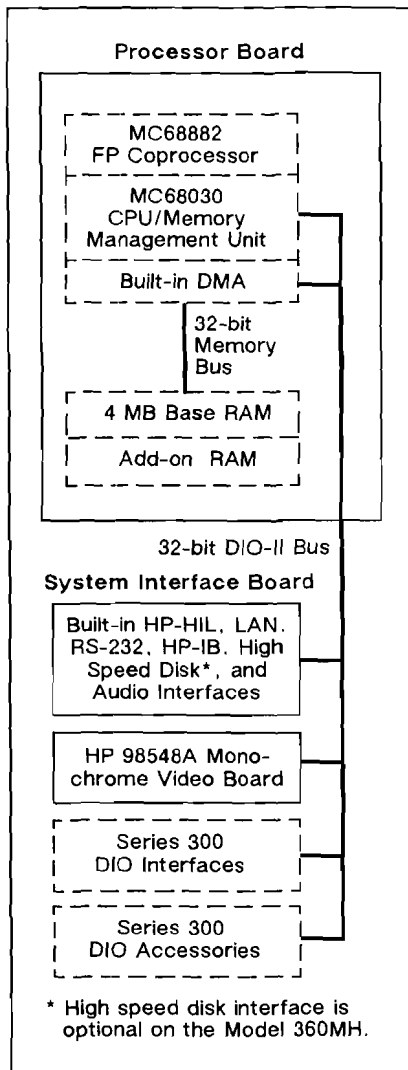 Processor Board
MC68882
FP Coprocessor
MC68030
CPU/Memory
Management Unit
Built-in DMA
32-bit
Memory
Bus
4 MB Base RAM
Add-on RAM
32-bit DIO-II Bus
System Interface Board
Built-in HP-HIL, LAN.
RS-232, HP-IB. High
Speed Disk*, and
Audio Interfaces
HP 98548A Mono-
chrome Video Board
Series 300
DIO Interfaces
Series 300
DIO Accessories
* High speed disk interface is
optional on the Model 360MH.